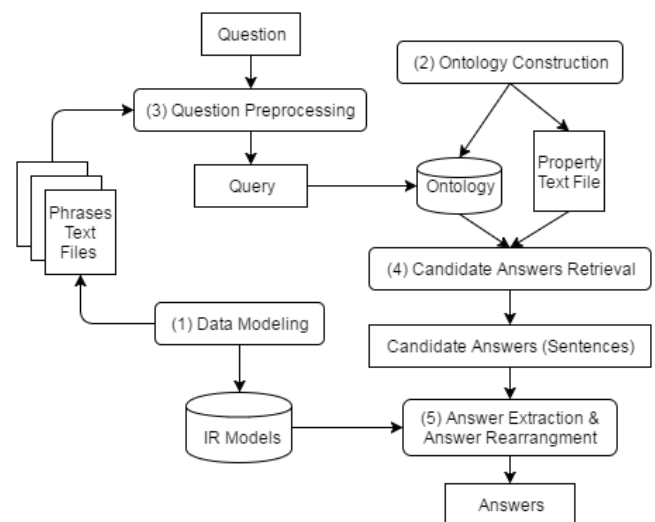 Question
(2) Ontology Construction
(3) Question Preprocessing
Query
Ontology
Property
Text File
Phrases
Text
Files
(4) Candidate Answers Retrieval
(1) Data Modeling
Candidate Answers (Sentences)
IR Models
(5) Answer Extraction &
Answer Rearrangment
Answers